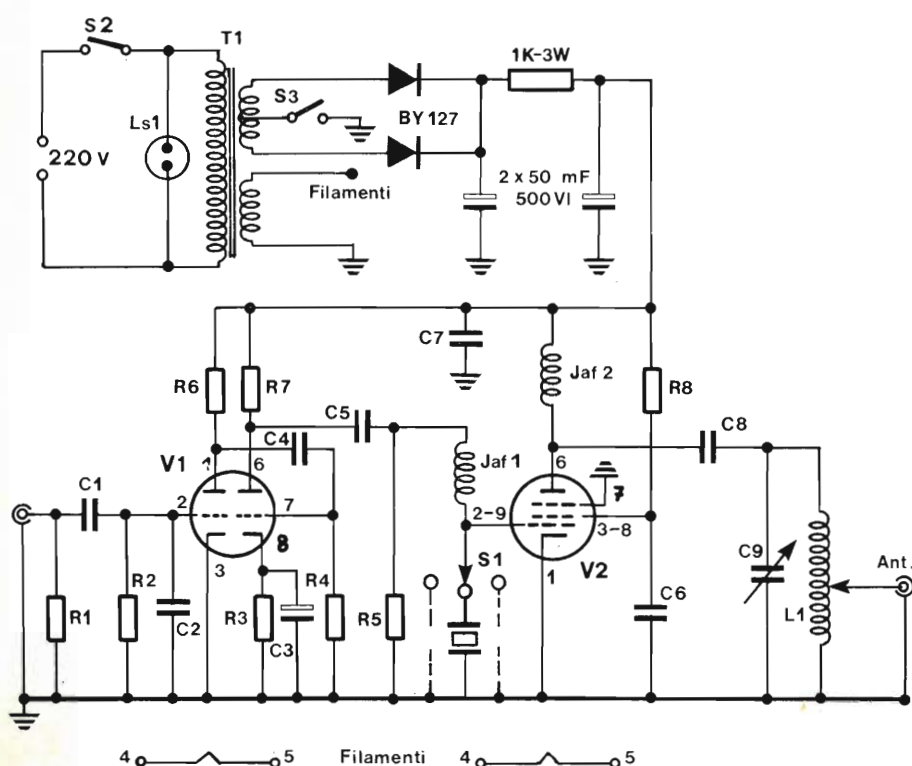 S2
T1
1K-3W
S3
Ls1
BY 127
220 V
2 x 50 mF
500 Vl
Filamenti
C7
Jaf 2
R6
R7
R8
C5
C8
C4
V1
1
6
6
Jaf 1
7
C1
2
7
2-9
3-8
V2
8
3
S1
1
C9
Ant.
R2
R4
C6
L1
R1
C2
R3
R5
C3
4
5
Filamenti
4
5